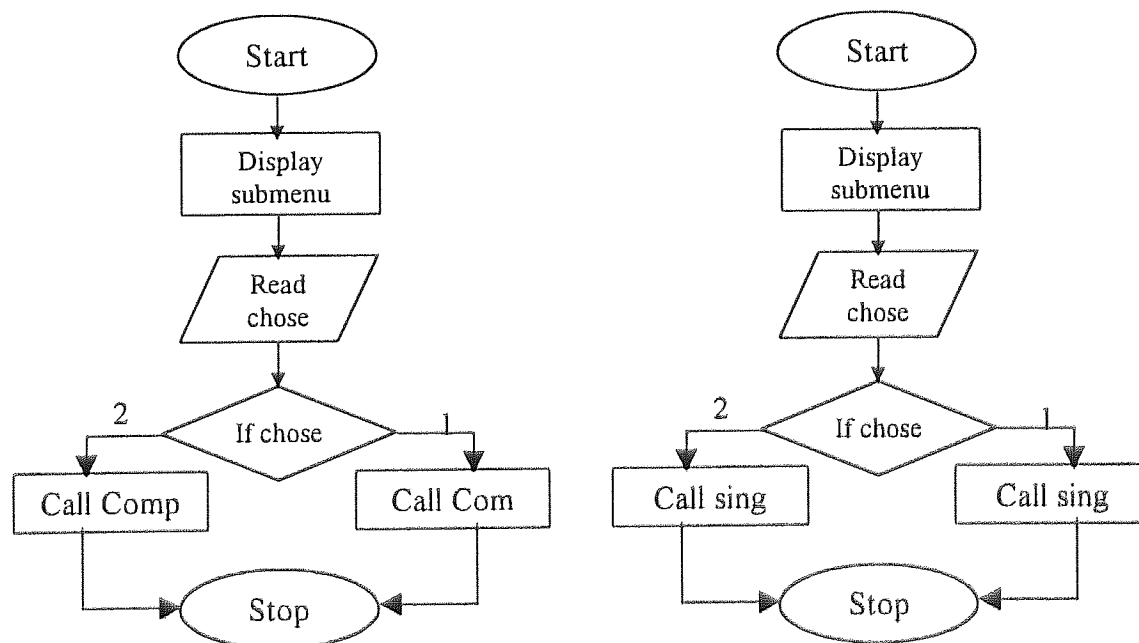 Start
Display
submenu
Read
chose
If chose
2
1
Call Comp
Call Com
Stop
Start
Display
submenu
Read
chose
If chose
2
1
Call sing
Call sing
Stop